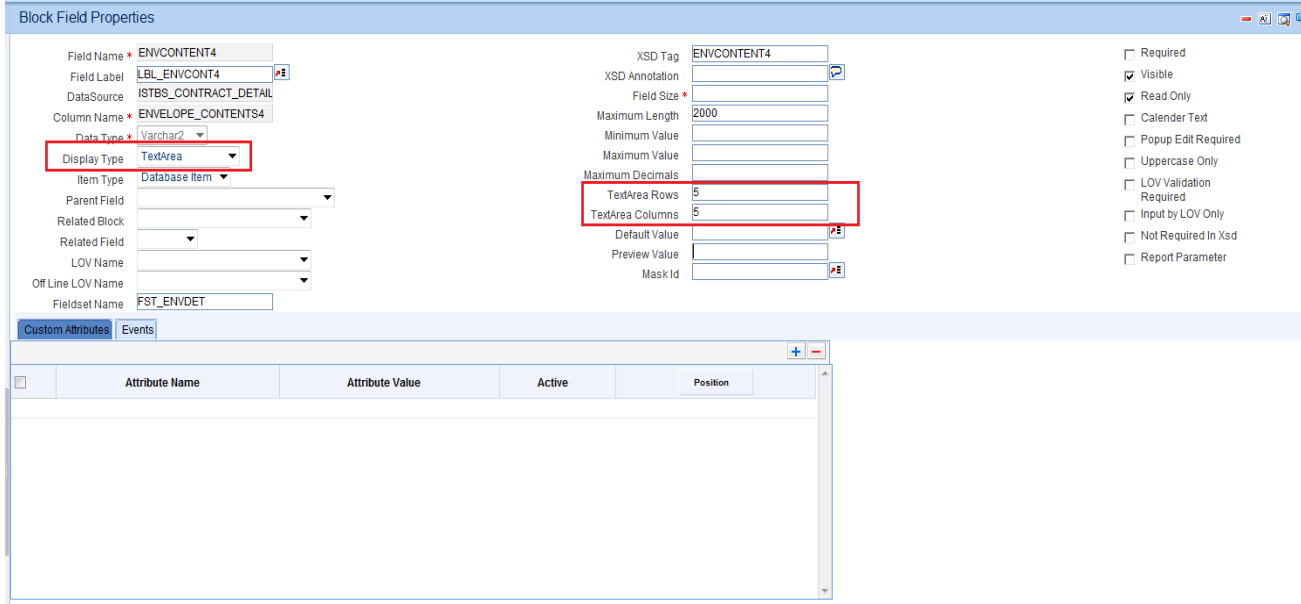 Block Field Properties
Field Name * ENVCONTENT4
Field Label LBL_ENVCONT4
DataSource ISTBS_CONTRACT_DETAIL
Column Name * ENVELOPE_CONTENTS4
Data Type * Varchar2
Display Type TextArea
Item Type Database Item
Parent Field
Related Block
Related Field
LOV Name
Off Line LOV Name
Fieldset Name FST_ENVDET
XSD Tag ENVCONTENT4
XSD Annotation
Field Size *
Maximum Length 2000
Minimum Value
Maximum Value
Maximum Decimals
TextArea Rows 5
TextArea Columns 5
Default Value
Preview Value
Mask Id
Required
Visible
Read Only
Calender Text
Popup Edit Required
Uppercase Only
LOV Validation
Required
Input by LOV Only
Not Required In Xsd
Report Parameter
Custom Attributes Events
Attribute Name Attribute Value Active Position